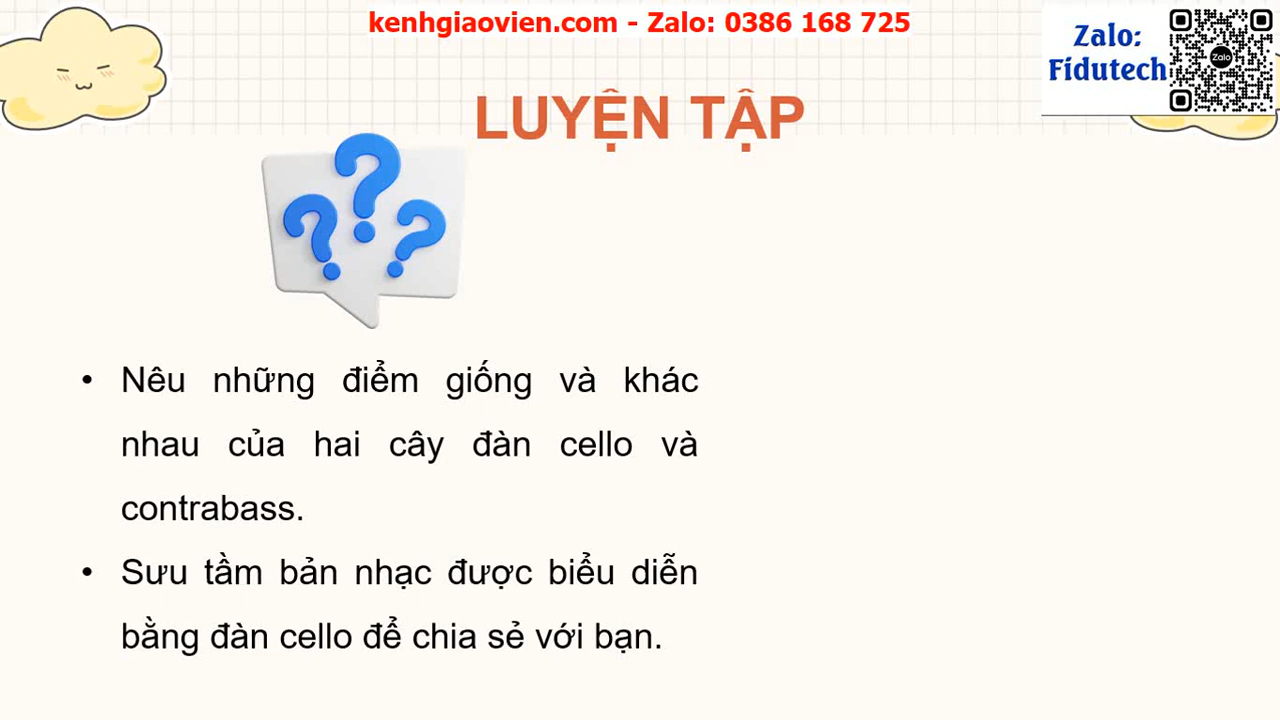 kenhgiaovien.com - Zalo: 0386 168 725
Zalo:
Fidutech
Zalo
LUYỆN TẬP
???
• Nêu những điểm giống và khác
nhau của hai cây đàn cello và
contrabass.
• Sưu tầm bản nhạc được biểu diễn
bằng đàn cello để chia sẻ với bạn.